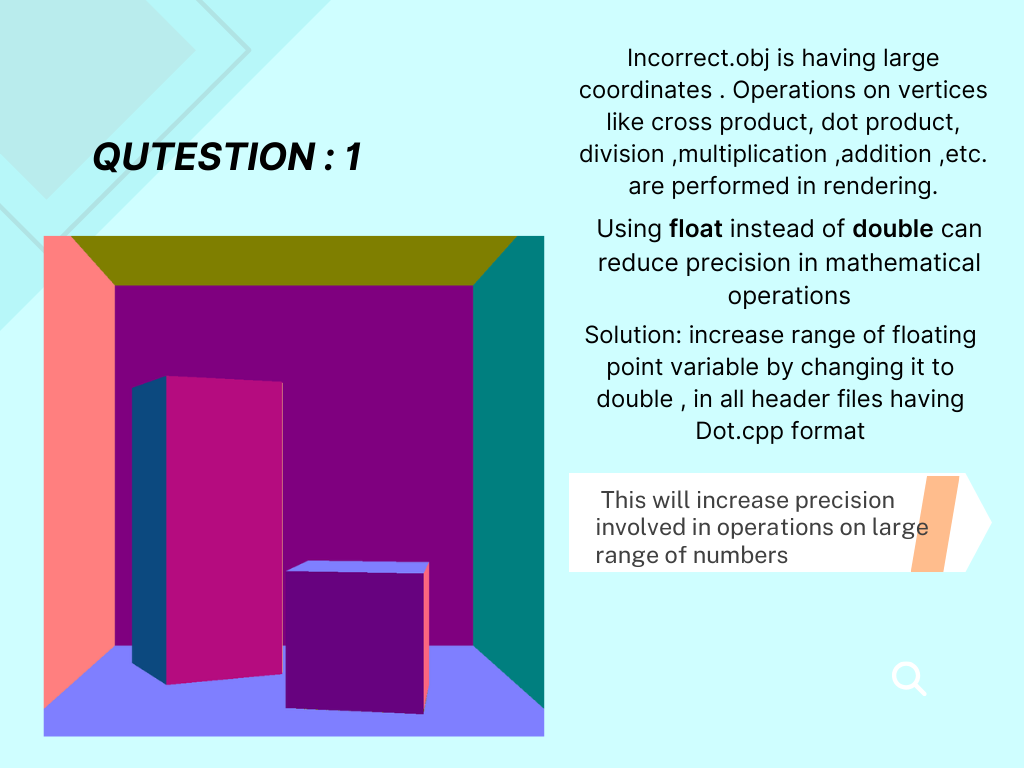 QUTESTION : 1
Incorrect.obj is having large
coordinates . Operations on vertices
like cross product, dot product,
division ,multiplication ,addition ,etc.
are performed in rendering.
Using float instead of double can
reduce precision in mathematical
operations
Solution: increase range of floating
point variable by changing it to
double , in all header files having
Dot.cpp format
This will increase precision
involved in operations on large
range of numbers